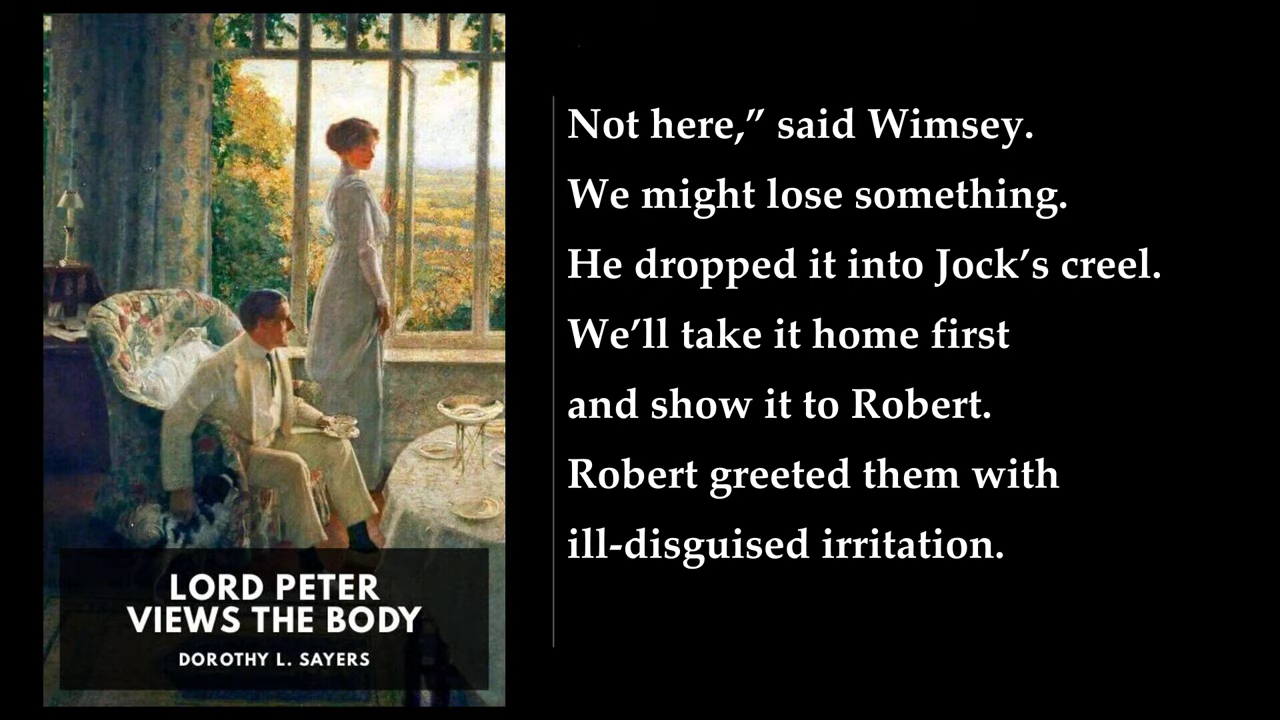 Not here,” said Wimsey.
We might lose something.
He dropped it into Jock’s creel.
We’ll take it home first
and show it to Robert.
Robert greeted them with
ill-disguised irritation.
LORD PETER
VIEWS THE BODY
DOROTHY L. SAYERS